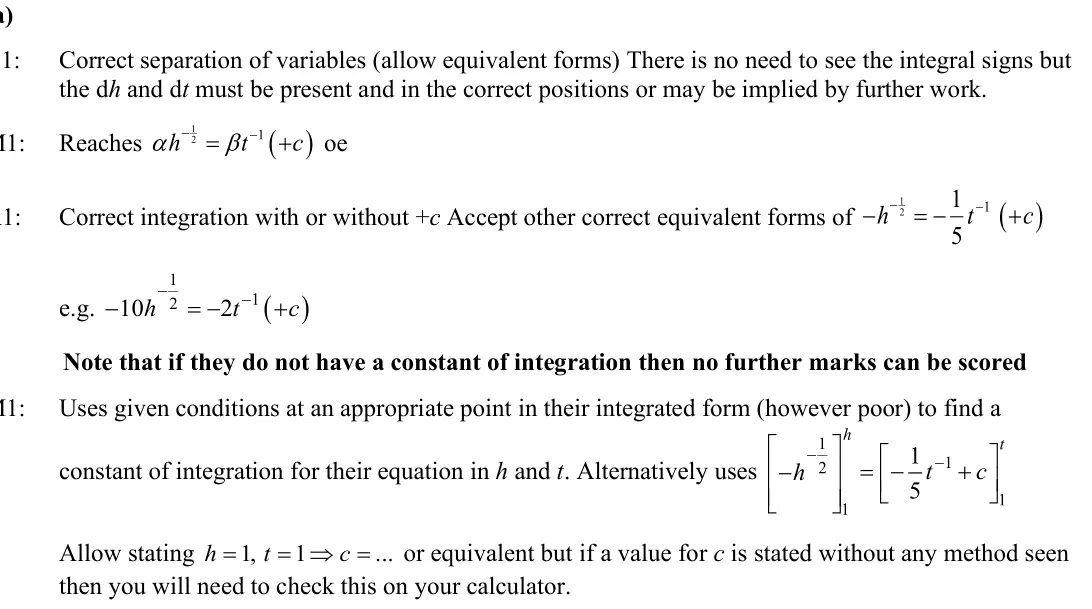 a)
1: Correct separation of variables (allow equivalent forms) There is no need to see the integral signs but
the dh and dt must be present and in the correct positions or may be implied by further work.
M1: Reaches αh^{-1/2} = βt^{-1} (+c) oe
1: Correct integration with or without +c Accept other correct equivalent forms of -h^{-1/2} = -\frac{1}{5}t^{-1} (+c)
e.g. -10h^{-1/2} = -2t^{-1} (+c)
Note that if they do not have a constant of integration then no further marks can be scored
M1: Uses given conditions at an appropriate point in their integrated form (however poor) to find a
constant of integration for their equation in h and t. Alternatively uses [-h^{-1/2}]_1^h = [-\frac{1}{5}t^{-1} + c]_1^t
Allow stating h = 1, t = 1 ⇒ c = ... or equivalent but if a value for c is stated without any method seen
then you will need to check this on your calculator.